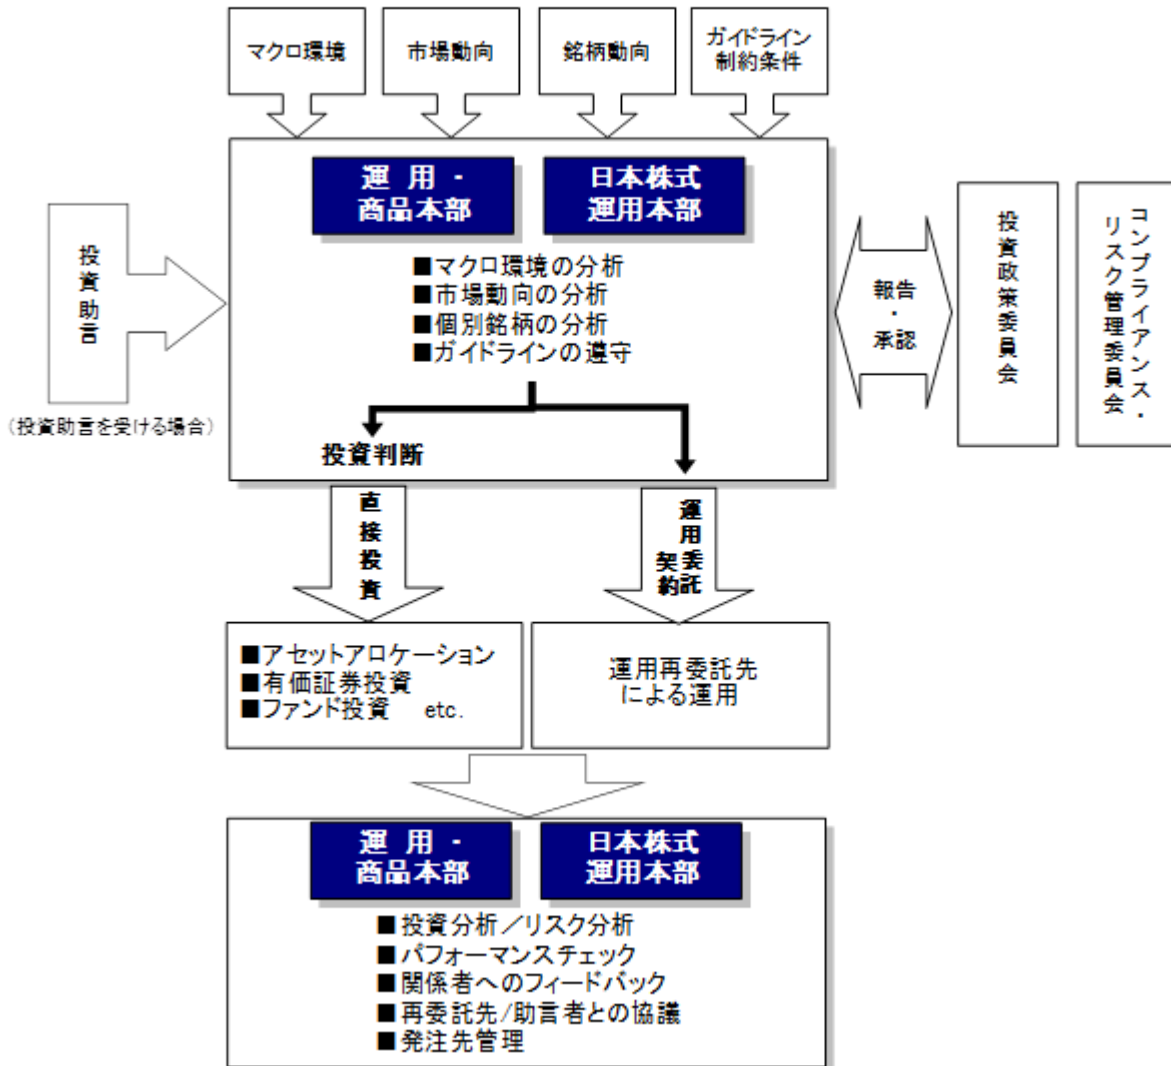 マクロ環境
市場動向
銘柄動向
ガイドライン
制約条件
運 用 ・
商品本部
日本株式
運用本部
■マクロ環境の分析
■市場動向の分析
■個別銘柄の分析
■ガイドラインの遵守
投資助言
(投資助言を受ける場合)
報告
・
承認
投資政策委員会
コンプライアンス・
リスク管理委員会
投資判断
直接投資
運用委託
契約
■アセットアロケーション
■有価証券投資
■ファンド投資 etc.
運用再委託先
による運用
運 用 ・
商品本部
日本株式
運用本部
■投資分析／リスク分析
■パフォーマンスチェック
■関係者へのフィードバック
■再委託先/助言者との協議
■発注先管理